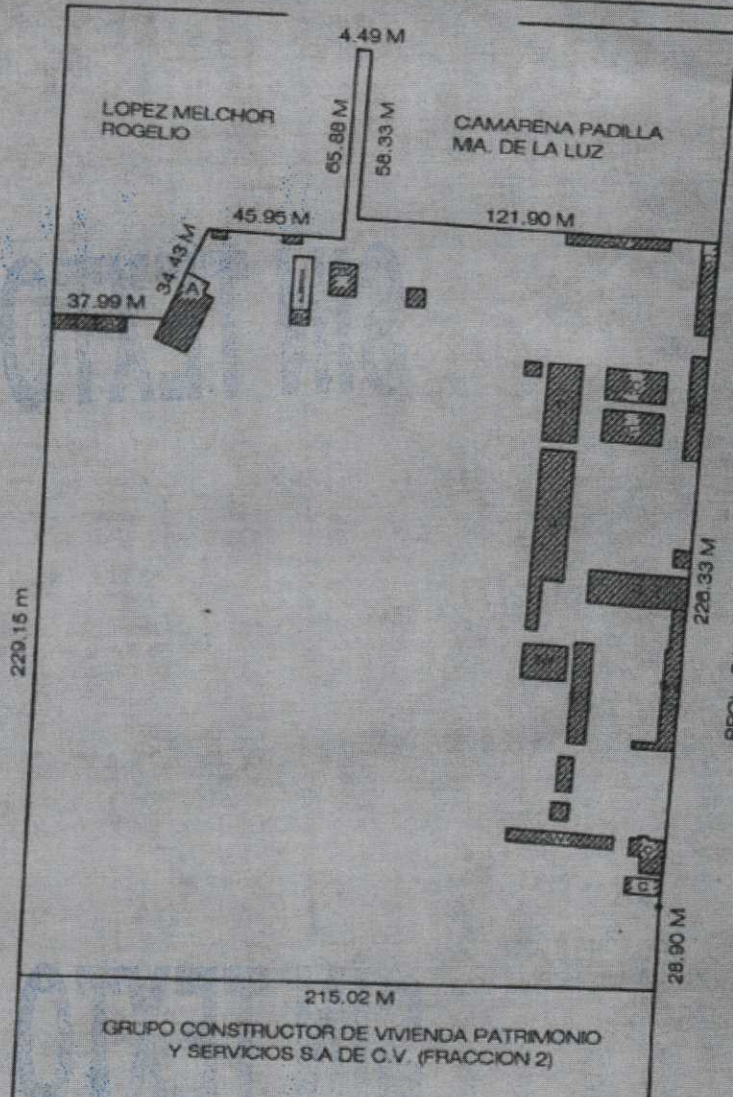 4.49 M
LOPEZ MELCHOR
ROGELIO
65.88 M
58.33 M
CAMARENA PADILLA
MA. DE LA LUZ
45.95 M
121.90 M
34.43 M
37.99 M
A
229.15 m
228.33 M
C
C
28.90 M
215.02 M
GRUPO CONSTRUCTOR DE VIVIENDA PATRIMONIO
Y SERVICIOS S.A DE C.V. (FRACCION 2)